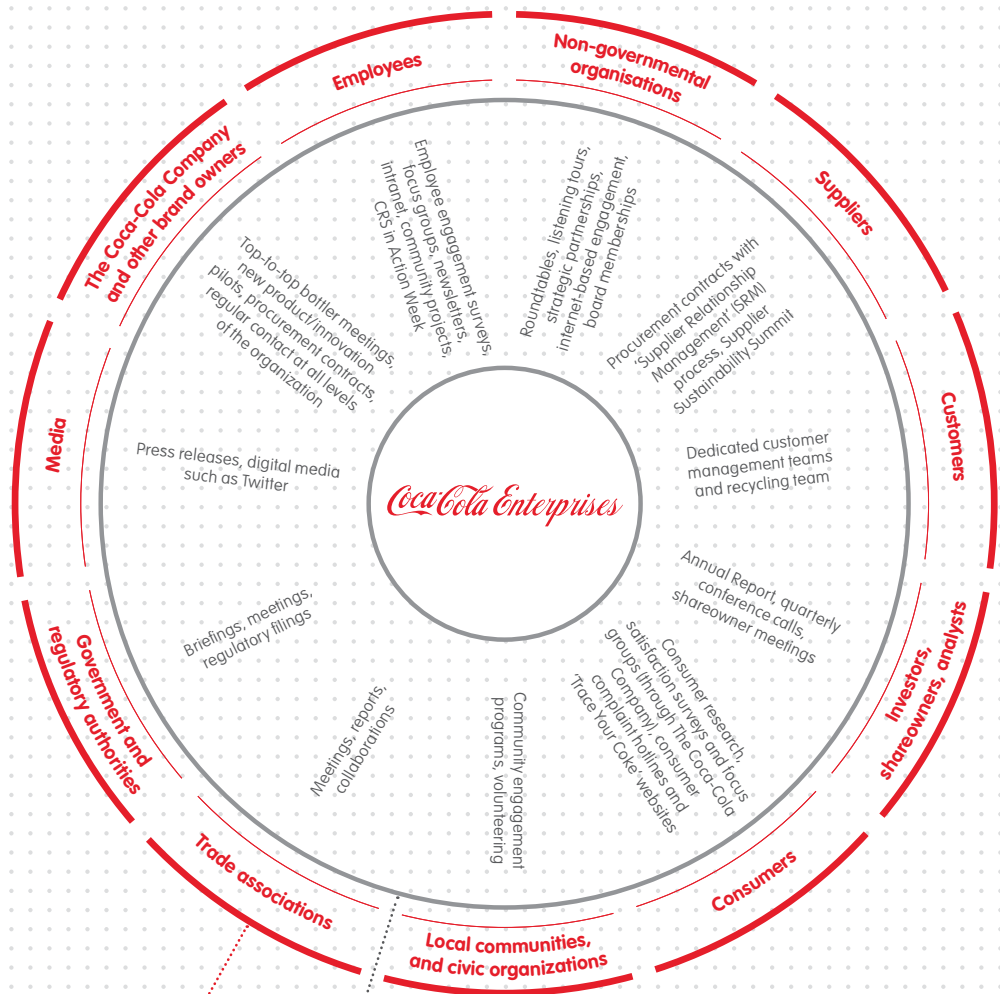 Non-governmental
organisations
Roundtables, listening tours,
strategic partnerships,
internet-based engagement,
board memberships
Suppliers
Procurement contracts with
‘Supplier Relationship
Management’ (SRM)
process, Supplier
Sustainability Summit
Customers
Dedicated customer
management teams
and recycling team
Investors,
shareowners, analysts
Annual Report, quarterly
conference calls,
shareowner meetings
Consumers
Consumer research,
satisfaction surveys and focus
groups (through The Coca-Cola
Company), consumer
complaint hotlines and
‘Trace Your Coke’ websites
Local communities,
and civic organizations
Community engagement
programs, volunteering
Trade associations
Meetings, reports,
collaborations
Government and
regulatory authorities
Briefings, meetings,
regulatory filings
Media
Press releases, digital media
such as Twitter
The Coca-Cola Company
and other brand owners
Top-to-top bottler meetings,
new product/innovation
pilots, procurement contracts,
regular contact at all levels
of the organization
Employees
Employee engagement surveys,
focus groups, newsletters,
intranet, community projects,
CRS in Action Week
Coca-Cola Enterprises